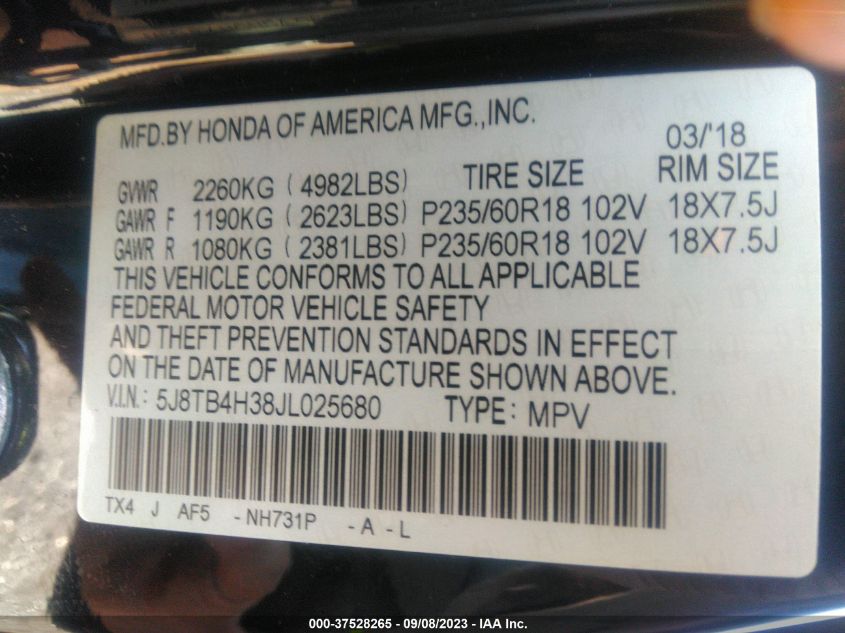 MFD.BY HONDA OF AMERICA MFG.,INC. 03/'18
GVWR 2260KG ( 4982LBS) TIRE SIZE RIM SIZE
GAWR F 1190KG ( 2623LBS) P235/60R18 102V 18X7.5J
GAWR R 1080KG ( 2381LBS) P235/60R18 102V 18X7.5J
THIS VEHICLE CONFORMS TO ALL APPLICABLE
FEDERAL MOTOR VEHICLE SAFETY
AND THEFT PREVENTION STANDARDS IN EFFECT
ON THE DATE OF MANUFACTURE SHOWN ABOVE.
V.I.N.: 5J8TB4H38JL025680 TYPE: MPV
TX4 J AF5 -NH731P -A-L
000-37528265 - 09/08/2023 - IAA Inc.